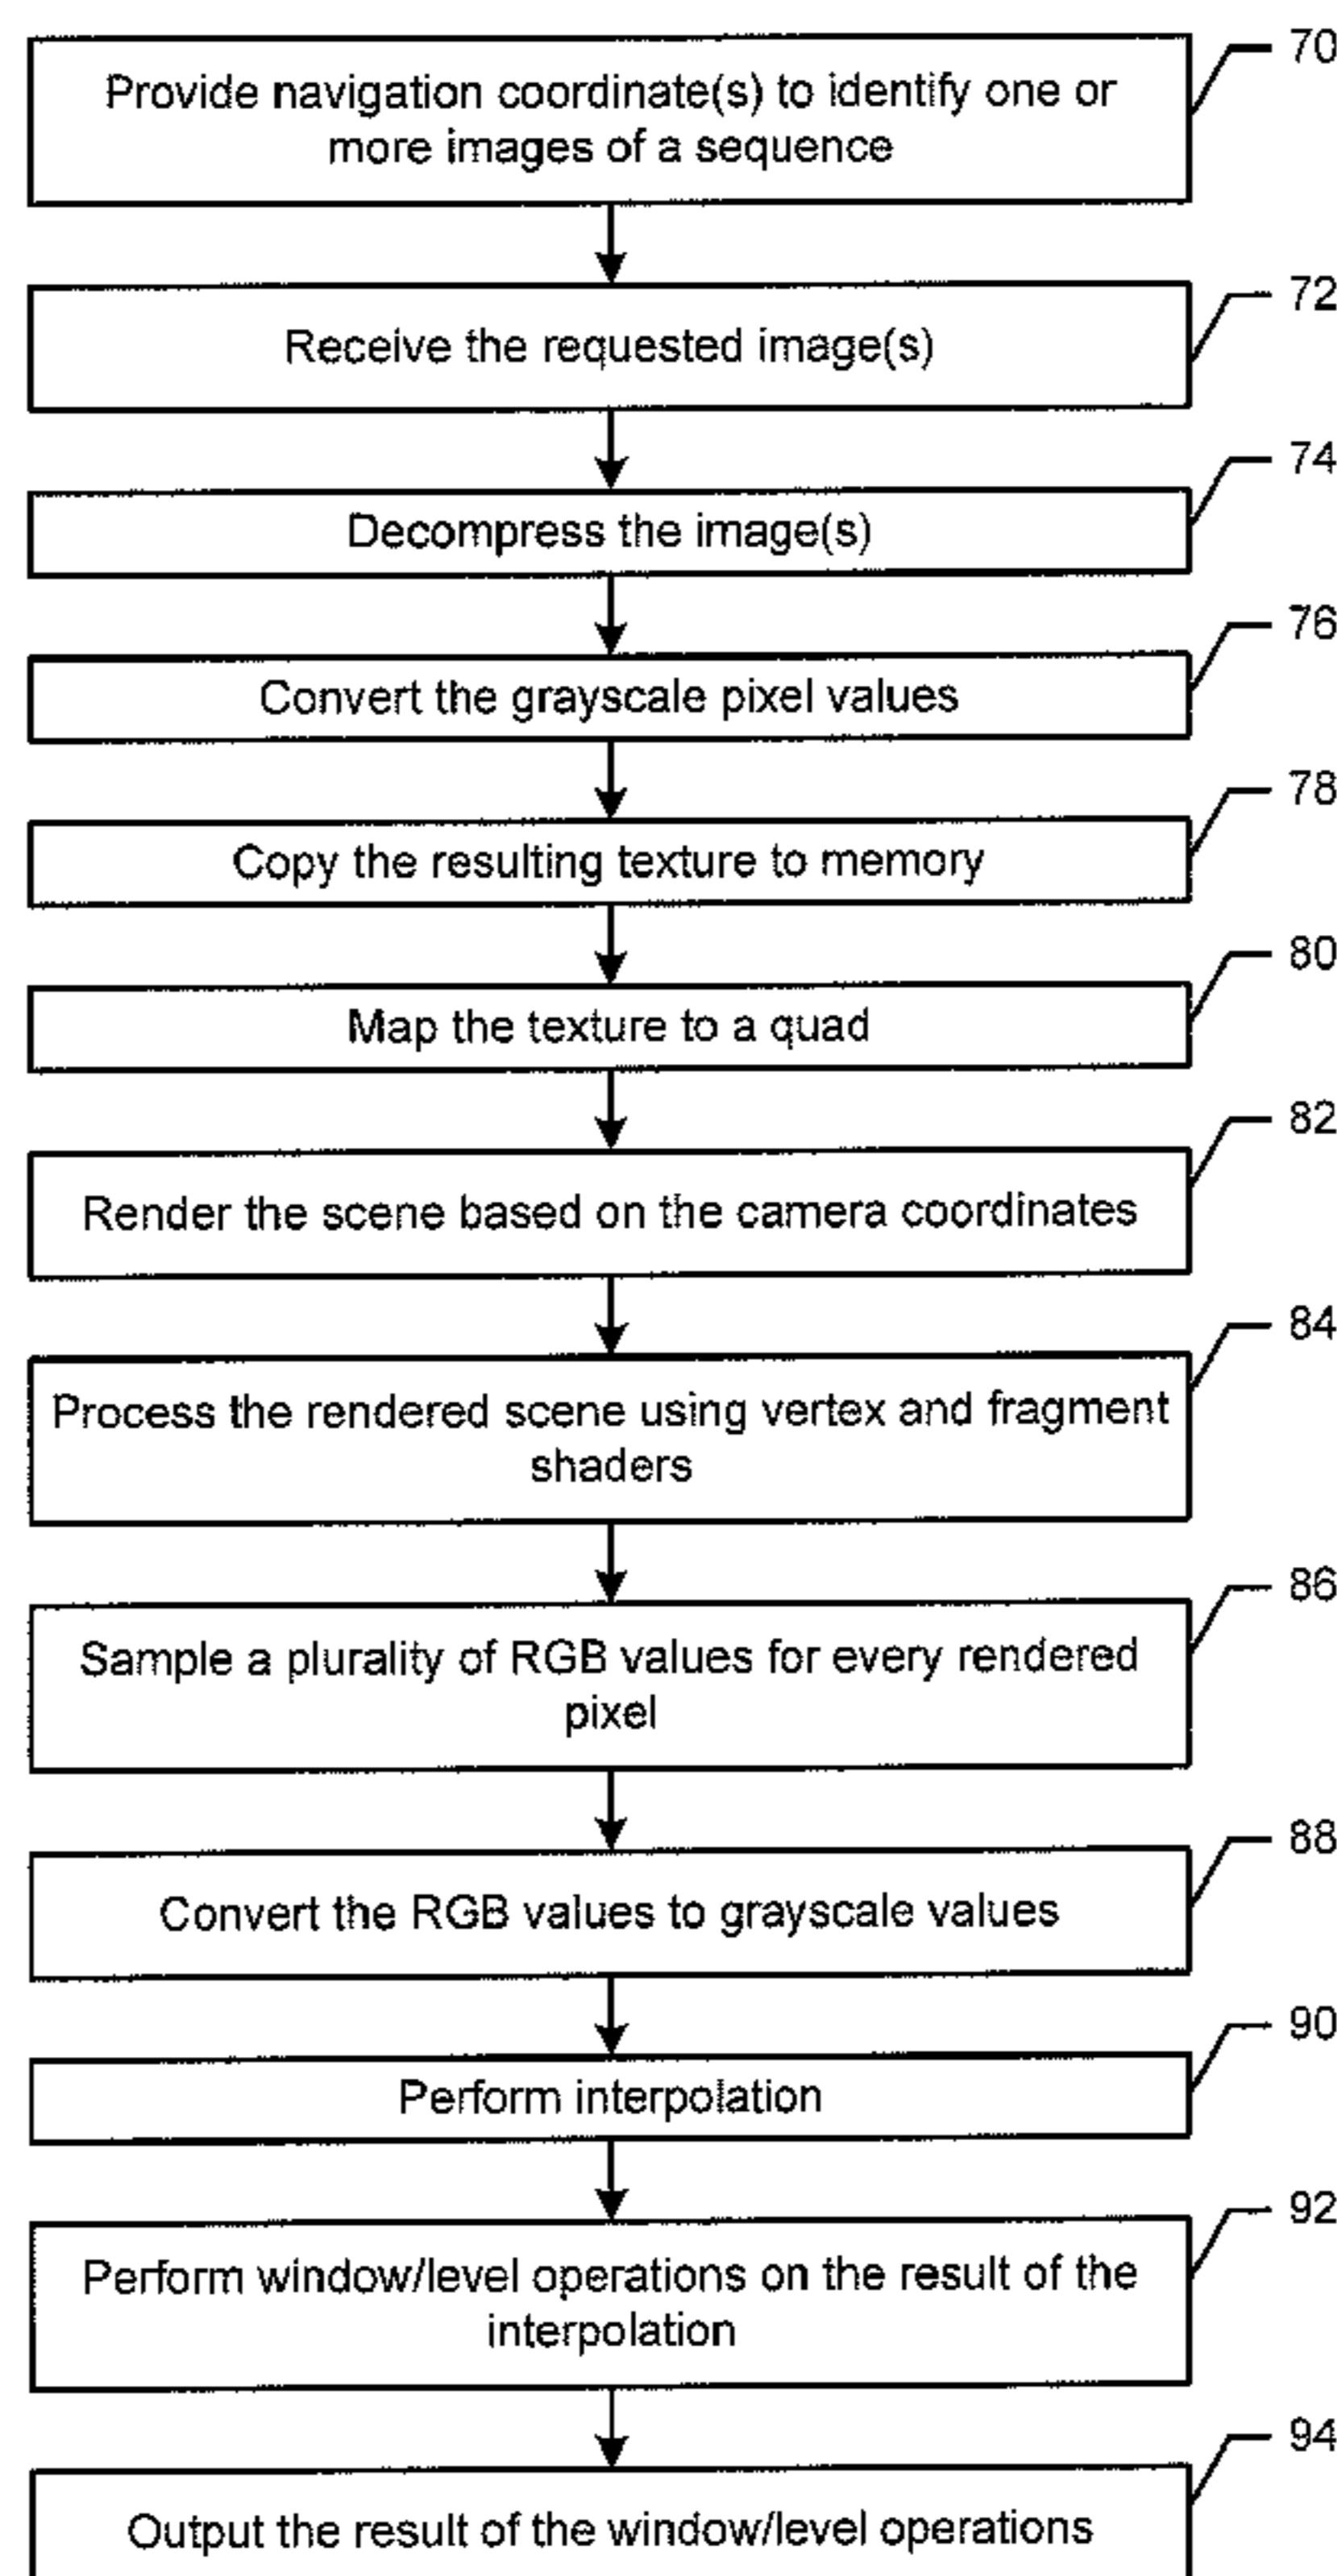 70
Provide navigation coordinate(s) to identify one or
more images of a sequence
72
Receive the requested image(s)
74
Decompress the image(s)
76
Convert the grayscale pixel values
78
Copy the resulting texture to memory
80
Map the texture to a quad
82
Render the scene based on the camera coordinates
84
Process the rendered scene using vertex and fragment
shaders
86
Sample a plurality of RGB values for every rendered
pixel
88
Convert the RGB values to grayscale values
90
Perform interpolation
92
Perform window/level operations on the result of the
interpolation
94
Output the result of the window/level operations